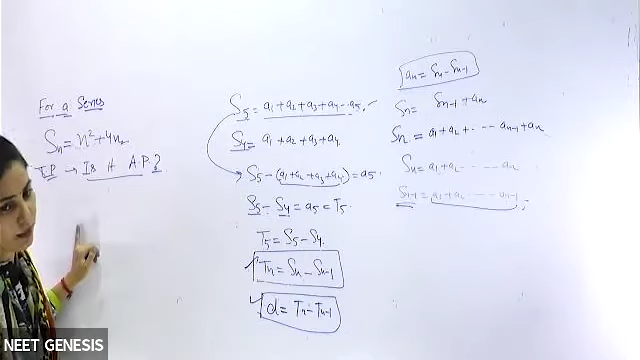 For a Series
Sn = n² + 4n
T.P → Is it A.P?
S5 = a1 + a2 + a3 + a4 ... a5
S4 = a1 + a2 + a3 + a4
S5 - (a1 + a2 + a3 + a4) = a5
S5 - S4 = a5 = T5
T5 = S5 - S4
Tn = Sn - Sn-1
d = Tn - Tn-1
an = Sn - Sn-1
Sn = Sn-1 + an
Sn = a1 + a2 + ... an-1 + an
Sn = a1 + a2 ... an
Sn-1 = a1 + a2 ... an-1
NEET GENESIS